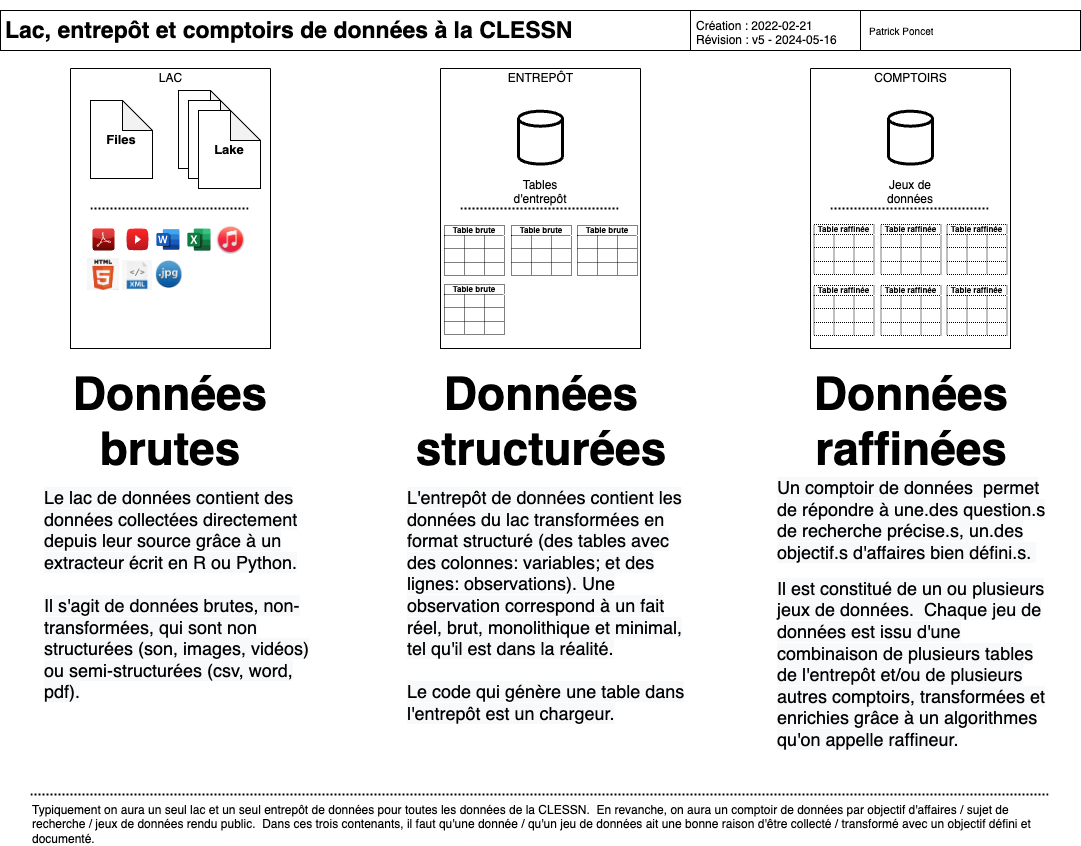 Lac, entrepôt et comptoirs de données à la CLESSN
Création : 2022-02-21
Révision : v5 - 2024-05-16
Patrick Poncet
LAC
Files
Lake
HTML
5
</>
XML
.jpg
W
X
Données
brutes
Le lac de données contient des
données collectées directement
depuis leur source grâce à un
extracteur écrit en R ou Python.
Il s'agit de données brutes, non-
transformées, qui sont non
structurées (son, images, vidéos)
ou semi-structurées (csv, word,
pdf).
ENTREPÔT
Tables
d'entrepôt
Table brute
Table brute
Table brute
Table brute
Données
structurées
L'entrepôt de données contient les
données du lac transformées en
format structuré (des tables avec
des colonnes: variables; et des
lignes: observations). Une
observation correspond à un fait
réel, brut, monolithique et minimal,
tel qu'il est dans la réalité.
Le code qui génère une table dans
l'entrepôt est un chargeur.
COMPTOIRS
Jeux de
données
Table raffinée
Table raffinée
Table raffinée
Table raffinée
Table raffinée
Table raffinée
Données
raffinées
Un comptoir de données  permet
de répondre à une.des question.s
de recherche précise.s, un.des
objectif.s d'affaires bien défini.s.
Il est constitué de un ou plusieurs
jeux de données.  Chaque jeu de
données est issu d'une
combinaison de plusieurs tables
de l'entrepôt et/ou de plusieurs
autres comptoirs, transformées et
enrichies grâce à un algorithmes
qu'on appelle raffineur.
Typiquement on aura un seul lac et un seul entrepôt de données pour toutes les données de la CLESSN.  En revanche, on aura un comptoir de données par objectif d'affaires / sujet de
recherche / jeux de données rendu public.  Dans ces trois contenants, il faut qu'une donnée / qu'un jeu de données ait une bonne raison d'être collecté / transformé avec un objectif défini et
documenté.